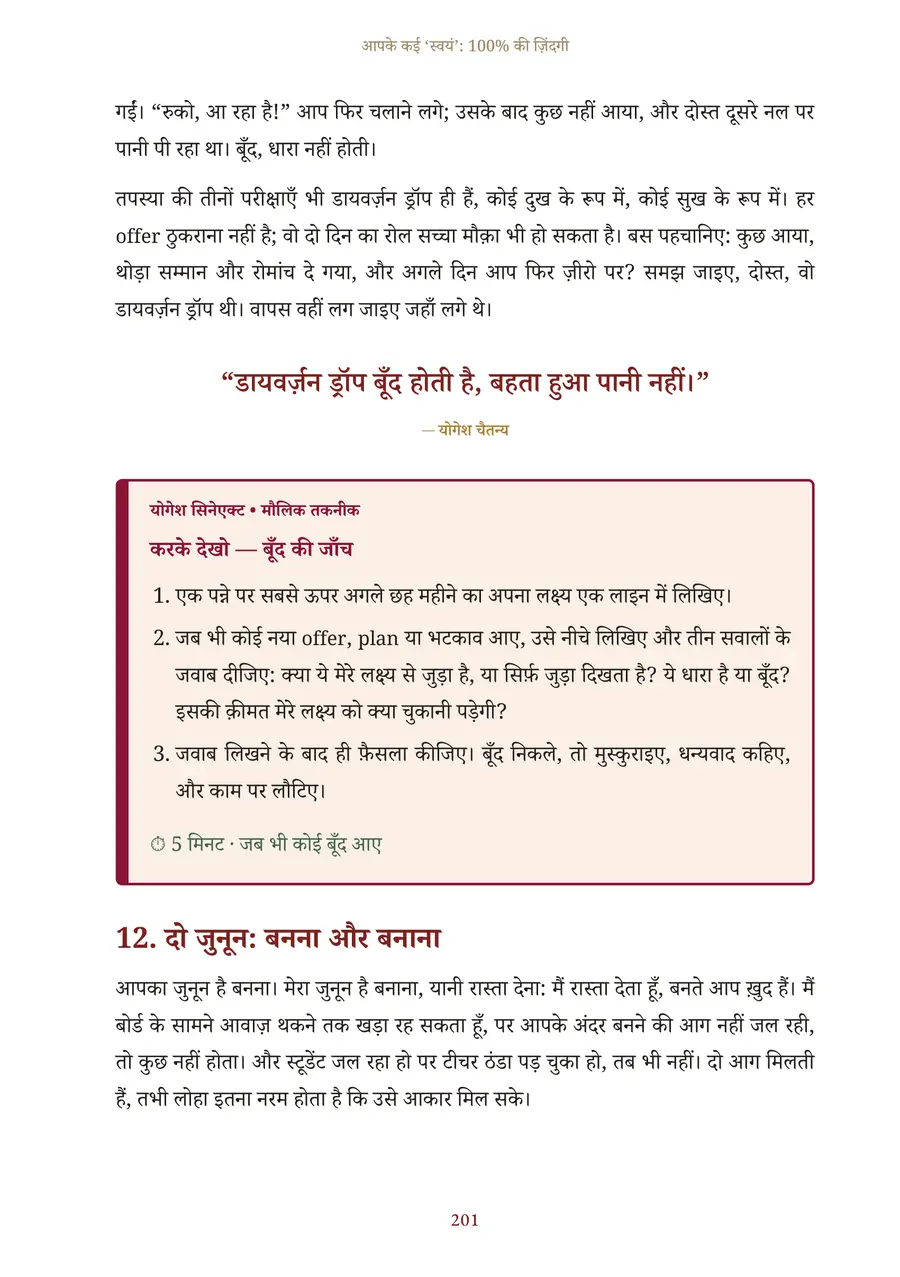 आपके कई ‘स्वयं’: 100% की ज़िंदगी
गईं। “रुको, आ रहा है!” आप फिर चलाने लगे; उसके बाद कुछ नहीं आया, और दोस्त दूसरे नल पर
पानी पी रहा था। बूँद, धारा नहीं होती।
तपस्या की तीनों परीक्षाएँ भी डायवर्ज़न ड्रॉप ही हैं, कोई दुख के रूप में, कोई सुख के रूप में। हर
offer ठुकराना नहीं है; वो दो दिन का रोल सच्चा मौक़ा भी हो सकता है। बस पहचानिए: कुछ आया,
थोड़ा सम्मान और रोमांच दे गया, और अगले दिन आप फिर ज़ीरो पर? समझ जाइए, दोस्त, वो
डायवर्ज़न ड्रॉप थी। वापस वहीं लग जाइए जहाँ लगे थे।
“डायवर्ज़न ड्रॉप बूँद होती है, बहता हुआ पानी नहीं।”
— योगेश चैतन्य
योगेश सिनेएक्ट • मौलिक तकनीक
करके देखो — बूँद की जाँच
1. एक पन्ने पर सबसे ऊपर अगले छह महीने का अपना लक्ष्य एक लाइन में लिखिए।
2. जब भी कोई नया offer, plan या भटकाव आए, उसे नीचे लिखिए और तीन सवालों के
जवाब दीजिए: क्या ये मेरे लक्ष्य से जुड़ा है, या सिर्फ़ जुड़ा दिखता है? ये धारा है या बूँद?
इसकी क़ीमत मेरे लक्ष्य को क्या चुकानी पड़ेगी?
3. जवाब लिखने के बाद ही फ़ैसला कीजिए। बूँद निकले, तो मुस्कुराइए, धन्यवाद कहिए,
और काम पर लौटिए।
⏱ 5 मिनट · जब भी कोई बूँद आए
12. दो जुनून: बनना और बनाना
आपका जुनून है बनना। मेरा जुनून है बनाना, यानी रास्ता देना: मैं रास्ता देता हूँ, बनते आप ख़ुद हैं। मैं
बोर्ड के सामने आवाज़ थकने तक खड़ा रह सकता हूँ, पर आपके अंदर बनने की आग नहीं जल रही,
तो कुछ नहीं होता। और स्टूडेंट जल रहा हो पर टीचर ठंडा पड़ चुका हो, तब भी नहीं। दो आग मिलती
हैं, तभी लोहा इतना नरम होता है कि उसे आकार मिल सके।
201